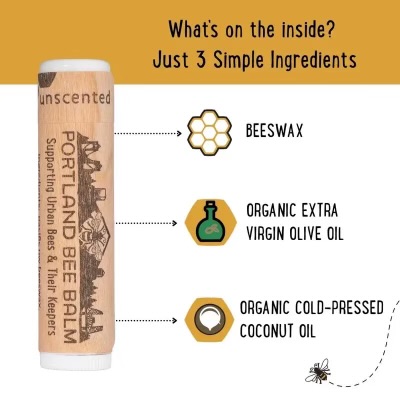 What's on the inside?
Just 3 Simple Ingredients
unscented
PORTLAND BEE BALM
Supporting Urban Bees & Their Keepers
BEESWAX
ORGANIC EXTRA
VIRGIN OLIVE OIL
ORGANIC COLD-PRESSED
COCONUT OIL